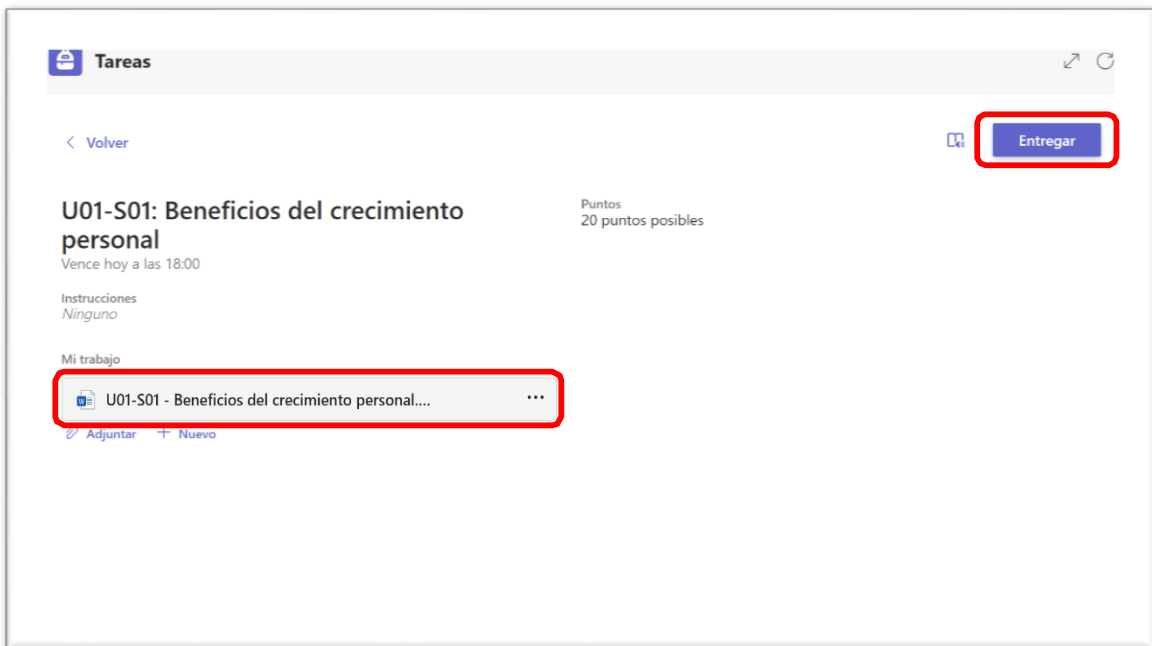 Tareas
Volver
Entregar
U01-S01: Beneficios del crecimiento
personal
Vence hoy a las 18:00
Puntos
20 puntos posibles
Instrucciones
Ninguno
Mi trabajo
U01-S01 - Beneficios del crecimiento personal....
Adjuntar
Nuevo